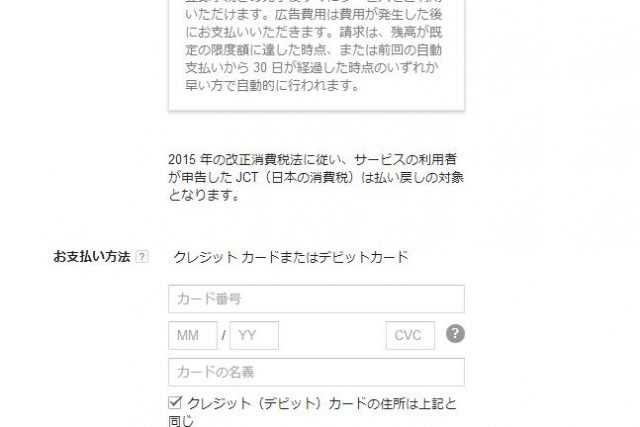 いただけます。広告費用は費用が発生した後
にお支払いいただきます。請求は、残高が既
定の限度額に達した時点、または前回の自動
支払いから 30 日が経過した時点のいずれか
早い方で自動的に行われます。
2015 年の改正消費税法に従い、サービスの利用者
が申告した JCT（日本の消費税）は払い戻しの対象
となります。
お支払い方法 ? クレジット カードまたはデビットカード
カード番号
MM / YY CVC ?
カードの名義
クレジット（デビット）カードの住所は上記と
同じ